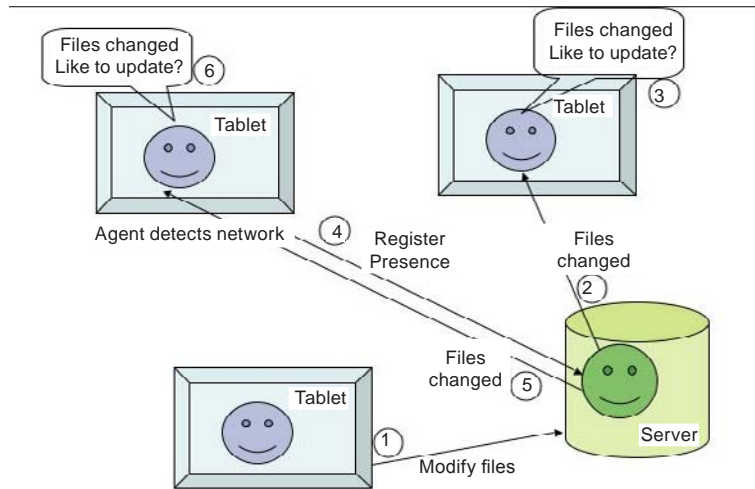 Files changed
Like to update?
6
Tablet
Files changed
Like to update?
3
Tablet
Agent detects network
4
Register
Presence
Files
changed
2
Files
changed
5
Tablet
1
Modify files
Server